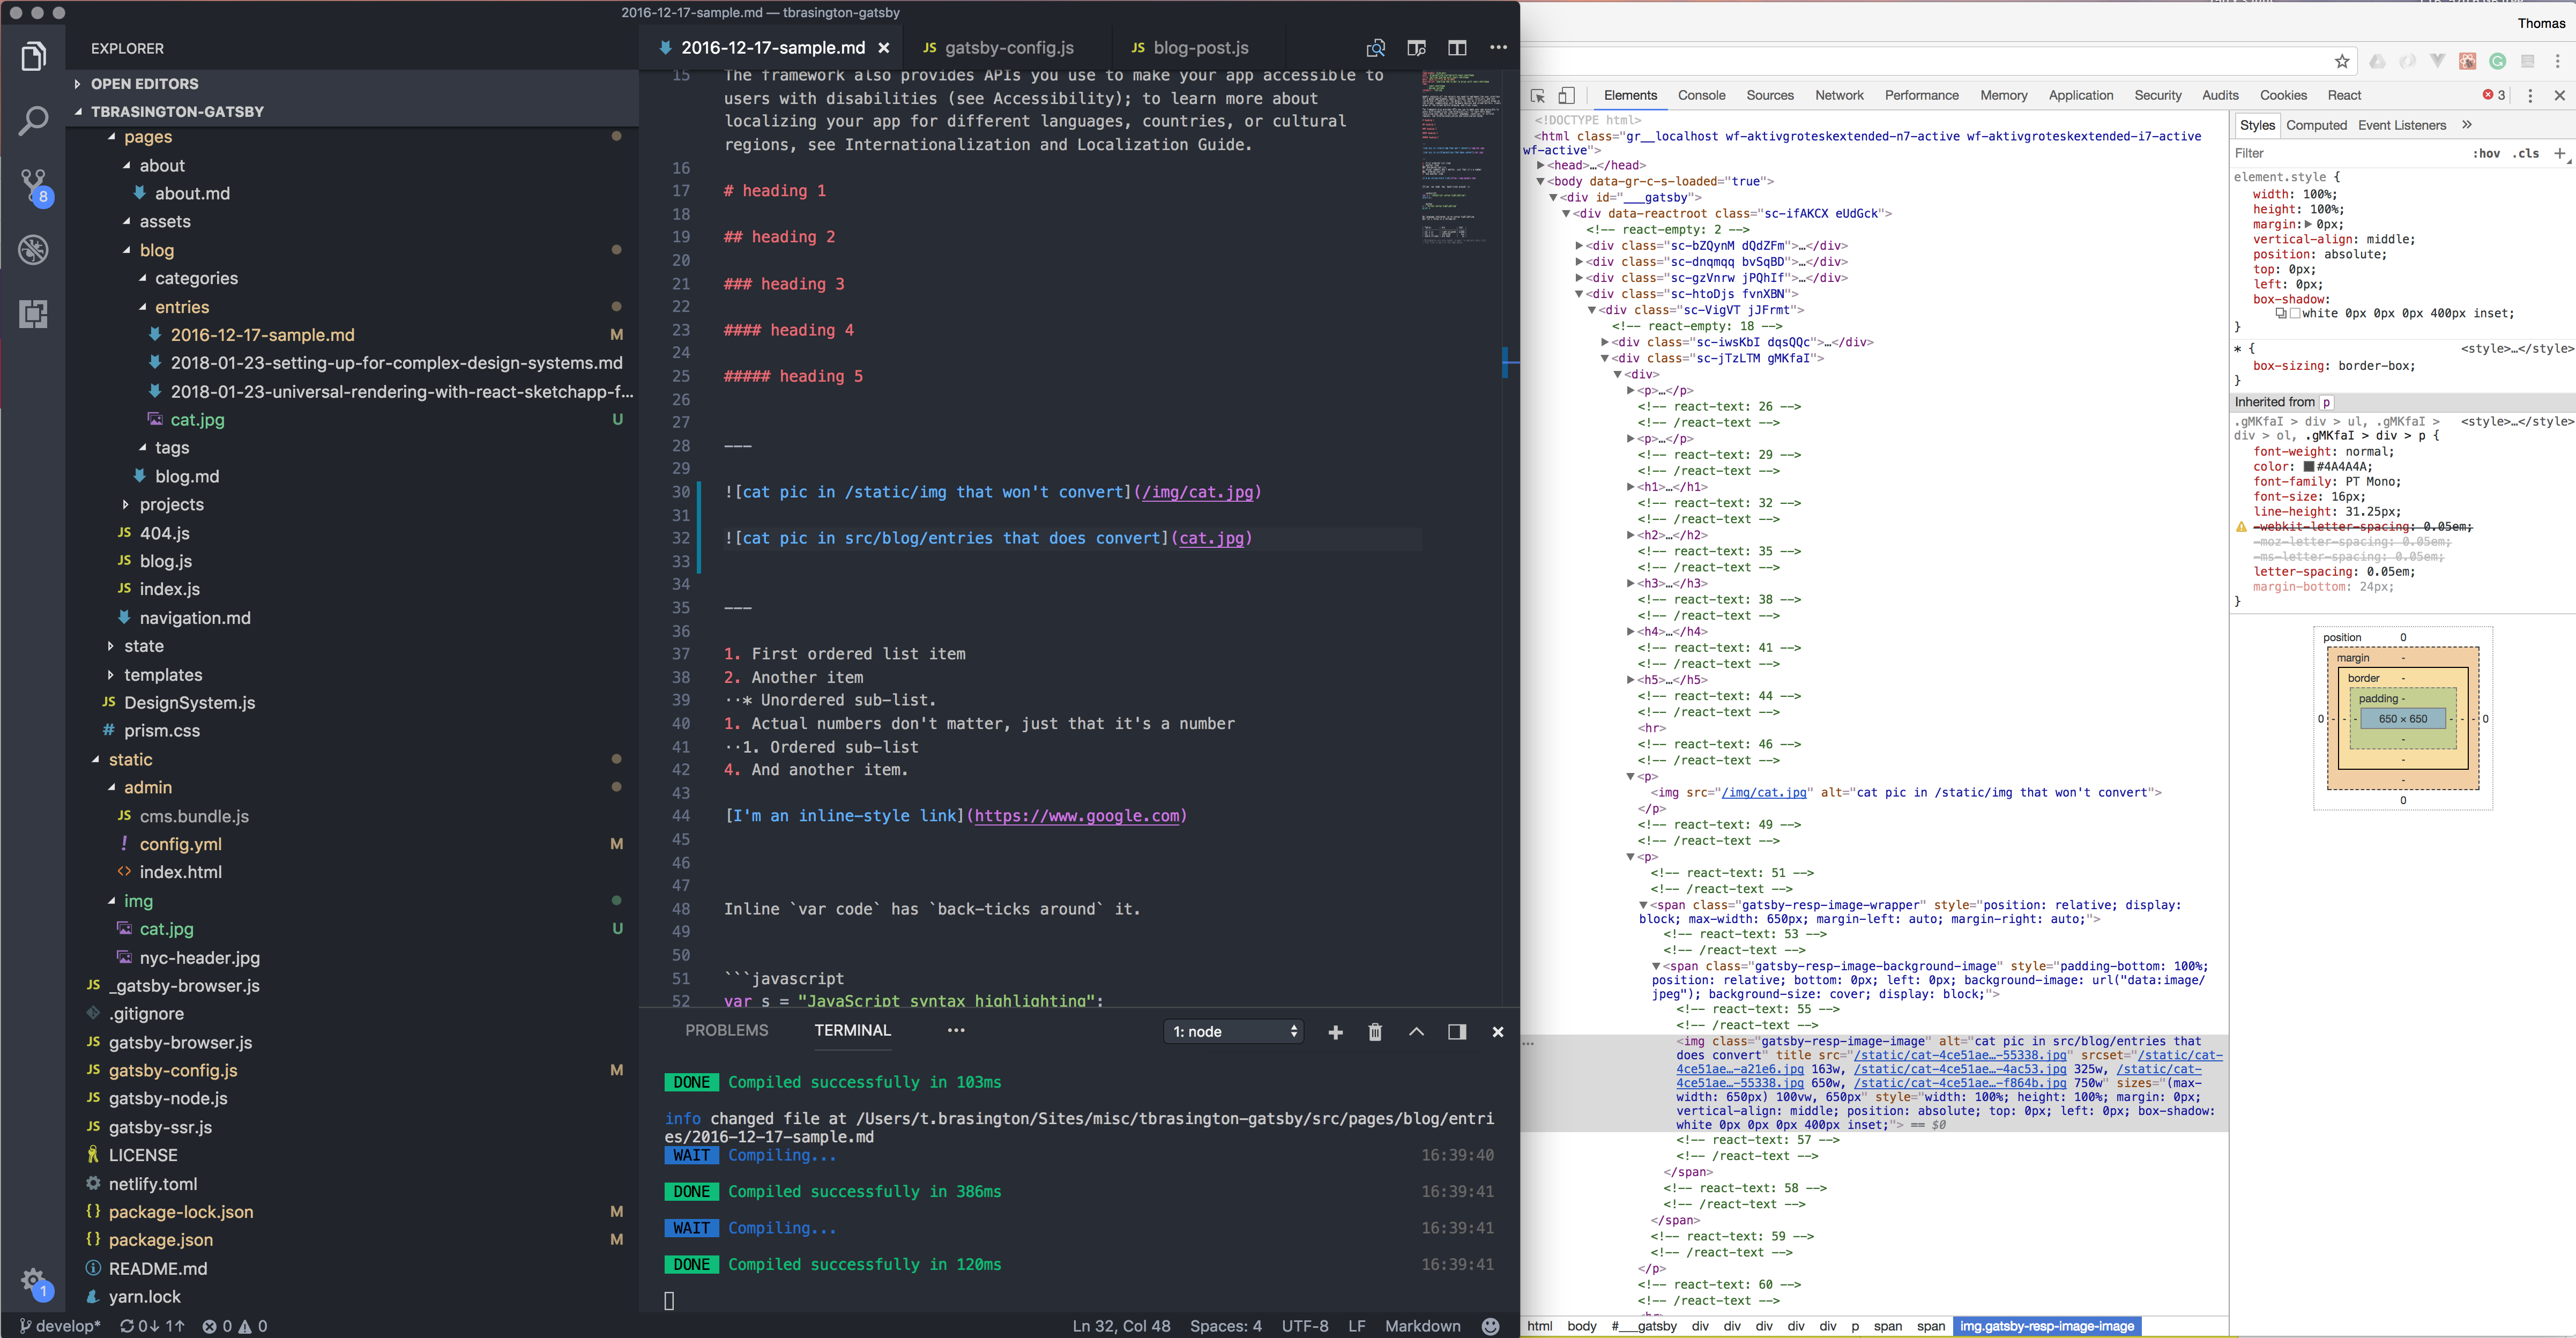 2016-12-17-sample.md — tbrasington-gatsby
EXPLORER
OPEN EDITORS
TBRASINGTON-GATSBY
pages
about
about.md
assets
blog
categories
entries
2016-12-17-sample.md M
2018-01-23-setting-up-for-complex-design-systems.md
2018-01-23-universal-rendering-with-react-sketchapp-f...
cat.jpg U
tags
blog.md
projects
JS 404.js
JS blog.js
JS index.js
navigation.md
state
templates
JS DesignSystem.js
# prism.css
static
admin
JS cms.bundle.js
! config.yml M
<> index.html
img
cat.jpg U
nyc-header.jpg
JS _gatsby-browser.js
.gitignore
JS gatsby-browser.js
JS gatsby-config.js M
JS gatsby-node.js
JS gatsby-ssr.js
LICENSE
netlify.toml
{} package-lock.json M
{} package.json M
README.md
yarn.lock
8
1
2016-12-17-sample.md × JS gatsby-config.js JS blog-post.js
15 The framework also provides APIs you use to make your app accessible to
users with disabilities (see Accessibility); to learn more about
localizing your app for different languages, countries, or cultural
regions, see Internationalization and Localization Guide.
16
17 # heading 1
18
19 ## heading 2
20
21 ### heading 3
22
23 #### heading 4
24
25 ##### heading 5
26
27
28 ---
29
30 ![cat pic in /static/img that won't convert](/img/cat.jpg)
31
32 ![cat pic in src/blog/entries that does convert](cat.jpg)
33
34
35 ---
36
37 1. First ordered list item
38 2. Another item
39 ··* Unordered sub-list.
40 1. Actual numbers don't matter, just that it's a number
41 ··1. Ordered sub-list
42 4. And another item.
43
44 [I'm an inline-style link](https://www.google.com)
45
46
47
48 Inline `var code` has `back-ticks around` it.
49
50
51 ```javascript
52 var s = "JavaScript syntax highlighting";
PROBLEMS TERMINAL ··· 1: node
DONE Compiled successfully in 103ms
info changed file at /Users/t.brasington/Sites/misc/tbrasington-gatsby/src/pages/blog/entri
es/2016-12-17-sample.md
WAIT Compiling... 16:39:40
DONE Compiled successfully in 386ms 16:39:41
WAIT Compiling... 16:39:41
DONE Compiled successfully in 120ms 16:39:41
develop* 0↓ 1↑ 0 0 Ln 32, Col 48 Spaces: 4 UTF-8 LF Markdown
Thomas
Elements Console Sources Network Performance Memory Application Security Audits Cookies React 3
<!DOCTYPE html>
<html class="gr__localhost wf-aktivgroteskextended-n7-active wf-aktivgroteskextended-i7-active
wf-active">
<head>…</head>
<body data-gr-c-s-loaded="true">
<div id="___gatsby">
<div data-reactroot class="sc-ifAKCX eUdGck">
<!-- react-empty: 2 -->
<div class="sc-bZQynM dQdZFm">…</div>
<div class="sc-dnqmqq bvSqBD">…</div>
<div class="sc-gzVnrw jPQhIf">…</div>
<div class="sc-htoDjs fvnXBN">
<div class="sc-VigVT jJFrmt">
<!-- react-empty: 18 -->
<div class="sc-iwsKbI dqsQQc">…</div>
<div class="sc-jTzLTM gMKfaI">
<div>
<p>…</p>
<!-- react-text: 26 -->
<!-- /react-text -->
<p>…</p>
<!-- react-text: 29 -->
<!-- /react-text -->
<h1>…</h1>
<!-- react-text: 32 -->
<!-- /react-text -->
<h2>…</h2>
<!-- react-text: 35 -->
<!-- /react-text -->
<h3>…</h3>
<!-- react-text: 38 -->
<!-- /react-text -->
<h4>…</h4>
<!-- react-text: 41 -->
<!-- /react-text -->
<h5>…</h5>
<!-- react-text: 44 -->
<!-- /react-text -->
<hr>
<!-- react-text: 46 -->
<!-- /react-text -->
<p>
<img src="/img/cat.jpg" alt="cat pic in /static/img that won't convert">
</p>
<!-- react-text: 49 -->
<!-- /react-text -->
<p>
<!-- react-text: 51 -->
<!-- /react-text -->
<span class="gatsby-resp-image-wrapper" style="position: relative; display:
block; max-width: 650px; margin-left: auto; margin-right: auto;">
<!-- react-text: 53 -->
<!-- /react-text -->
<span class="gatsby-resp-image-background-image" style="padding-bottom: 100%;
position: relative; bottom: 0px; left: 0px; background-image: url("data:image/
jpeg"); background-size: cover; display: block;">
<!-- react-text: 55 -->
<!-- /react-text -->
<img class="gatsby-resp-image-image" alt="cat pic in src/blog/entries that
does convert" title src="/static/cat-4ce51ae…-55338.jpg" srcset="/static/cat-
4ce51ae…-a21e6.jpg 163w, /static/cat-4ce51ae…-4ac53.jpg 325w, /static/cat-
4ce51ae…-55338.jpg 650w, /static/cat-4ce51ae…-f864b.jpg 750w" sizes="(max-
width: 650px) 100vw, 650px" style="width: 100%; height: 100%; margin: 0px;
vertical-align: middle; position: absolute; top: 0px; left: 0px; box-shadow:
white 0px 0px 0px 400px inset;"> == $0
<!-- react-text: 57 -->
<!-- /react-text -->
</span>
<!-- react-text: 58 -->
<!-- /react-text -->
</span>
<!-- react-text: 59 -->
<!-- /react-text -->
</p>
<!-- react-text: 60 -->
<!-- /react-text -->
<hr>
html body #___gatsby div div div div div p span span img.gatsby-resp-image-image
Styles Computed Event Listeners »
Filter :hov .cls +
element.style {
width: 100%;
height: 100%;
margin: 0px;
vertical-align: middle;
position: absolute;
top: 0px;
left: 0px;
box-shadow:
white 0px 0px 0px 400px inset;
}
* { <style>…</style>
box-sizing: border-box;
}
Inherited from p
.gMKfaI > div > ul, .gMKfaI > <style>…</style>
div > ol, .gMKfaI > div > p {
font-weight: normal;
color: #4A4A4A;
font-family: PT Mono;
font-size: 16px;
line-height: 31.25px;
-webkit-letter-spacing: 0.05em;
-moz-letter-spacing: 0.05em;
-ms-letter-spacing: 0.05em;
letter-spacing: 0.05em;
margin-bottom: 24px;
}
position 0
margin -
border -
padding -
0 - - - 650 × 650 - - - 0
-
-
-
0